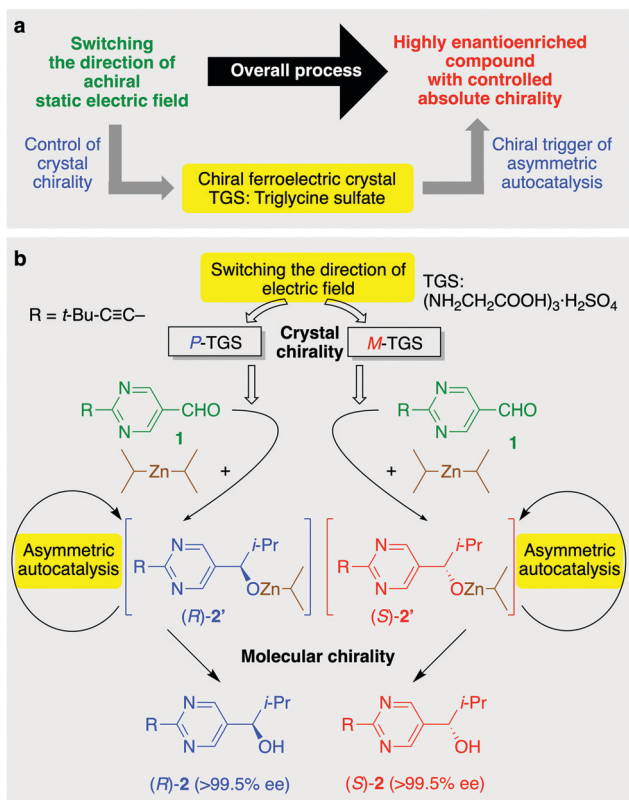 a
Switching
the direction of
achiral
static electric field
Overall process
Highly enantioenriched
compound
with controlled
absolute chirality
Control of
crystal
chirality
Chiral ferroelectric crystal
TGS: Triglycine sulfate
Chiral trigger of
asymmetric
autocatalysis
b
Switching the direction of
electric field
TGS:
(NH₂CH₂COOH)₃·H₂SO₄
R = t-Bu-C≡C–
P-TGS
Crystal
chirality
M-TGS
N
R
N
CHO
1
N
R
N
CHO
1
Zn
+
+
Zn
Asymmetric
autocatalysis
N
R
N
i-Pr
OZn
(R)-2’
N
R
N
i-Pr
OZn
(S)-2’
Asymmetric
autocatalysis
Molecular chirality
N
R
N
i-Pr
OH
(R)-2 (>99.5% ee)
N
R
N
i-Pr
OH
(S)-2 (>99.5% ee)